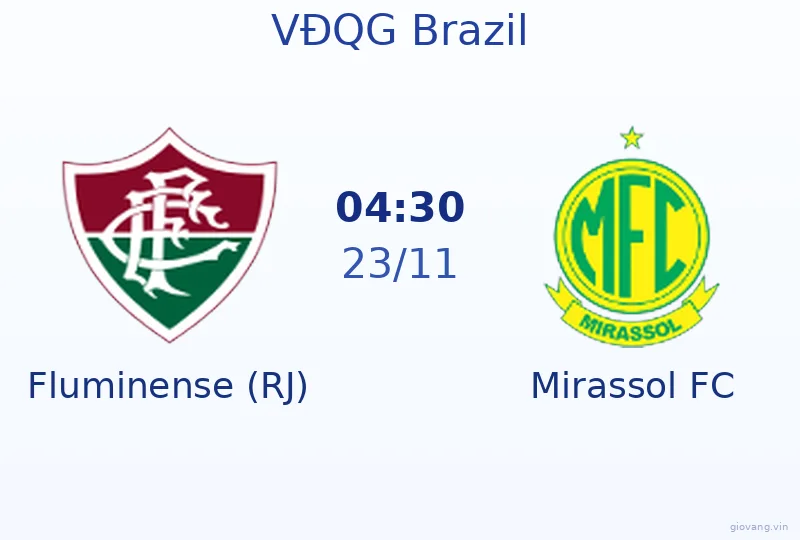 VĐQG Brazil
04:30
23/11
MFC
MIRASSOL
Fluminense (RJ)
Mirassol FC
giovang.vin